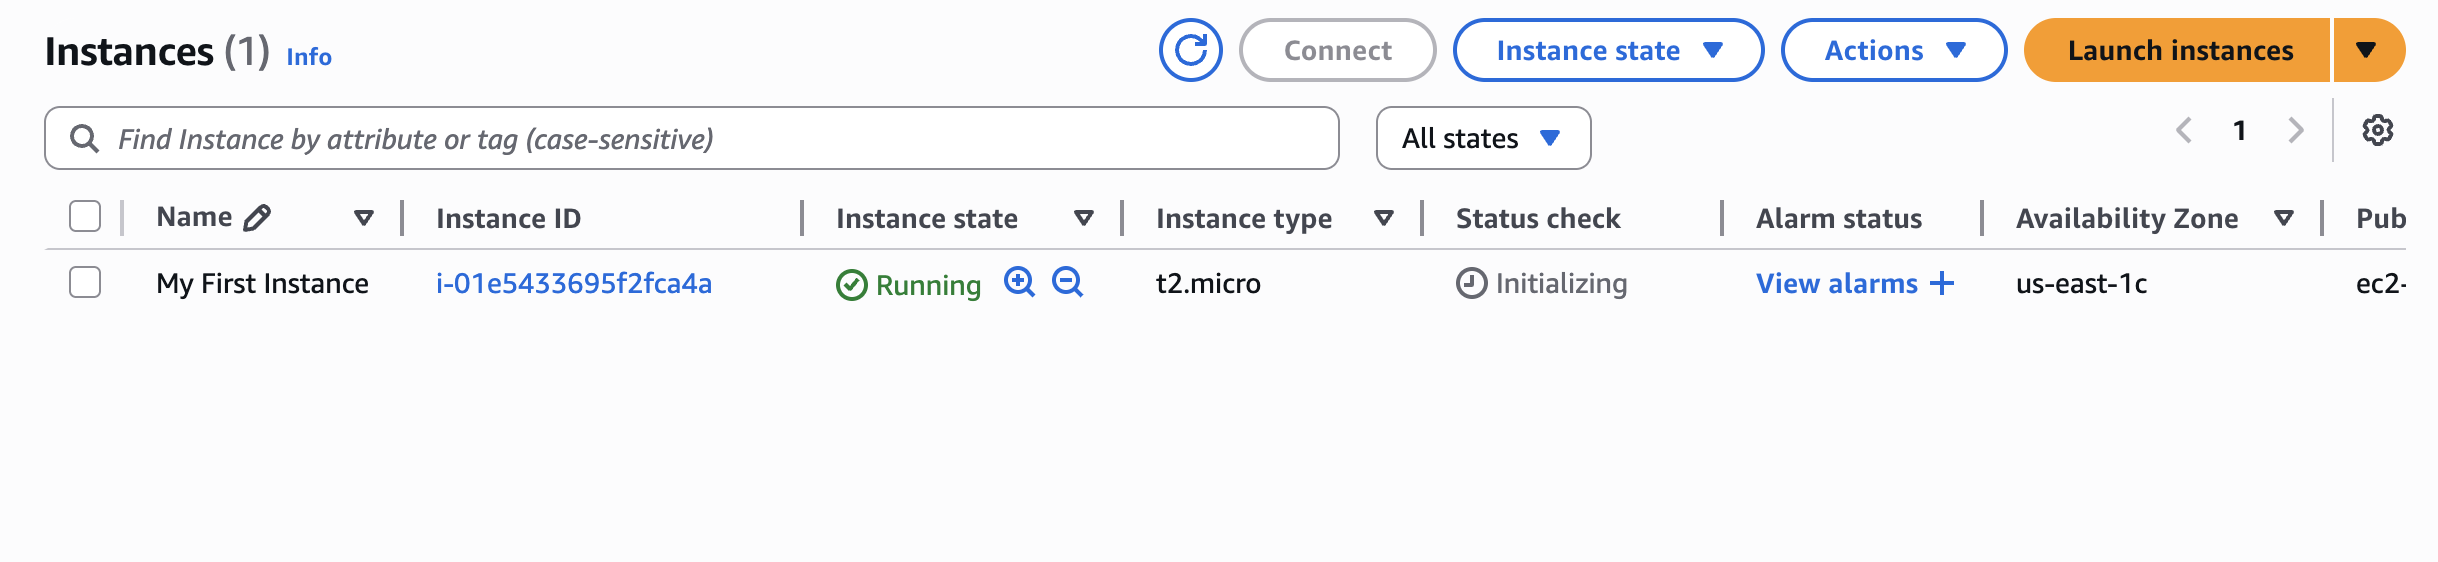 Instances (1) Info Connect Instance state Actions Launch instances
Find Instance by attribute or tag (case-sensitive) All states 1
Name Instance ID Instance state Instance type Status check Alarm status Availability Zone Pub
My First Instance i-01e5433695f2fca4a Running t2.micro Initializing View alarms + us-east-1c ec2-